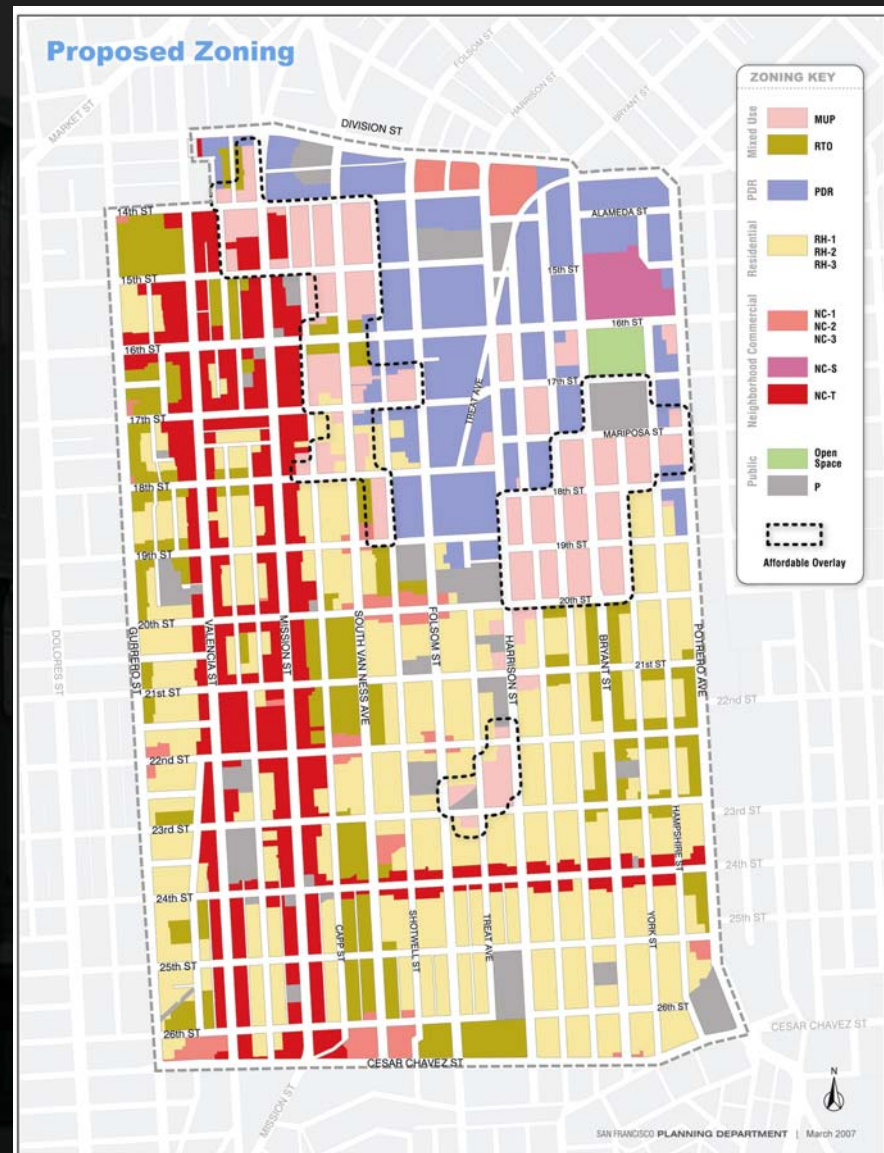 Proposed Zoning
FOLSOM ST
HARRISON ST
BRYANT ST
MARKET ST
DIVISION ST
14th ST
ALAMEDA ST
15th ST
15th ST
16th ST
16th ST
17th ST
TREAT AVE
17th ST
MARIPOSA ST
18th ST
18th ST
19th ST
19th ST
20th ST
20th ST
DOLORES ST
GURRERO ST
VALENCIA ST
MISSION ST
SOUTH VAN NESS AVE
FOLSOM ST
HARRISON ST
BRYANT ST
POTRERO AVE
21st ST
21st ST
22nd ST
22nd ST
23rd ST
23rd ST
HAMPSHIRE ST
24th ST
24th ST
CAPP ST
SHOTWELL ST
TREAT AVE
YORK ST
25th ST
25th ST
26th ST
26th ST
CESAR CHAVEZ ST
CESAR CHAVEZ ST
MISSION ST
ZONING KEY
Mixed Use
MUP
RTO
PDR
PDR
Residential
RH-1
RH-2
RH-3
Neighborhood Commercial
NC-1
NC-2
NC-3
NC-S
NC-T
Public
Open
Space
P
Affordable Overlay
N
SAN FRANCISCO PLANNING DEPARTMENT | March 2007